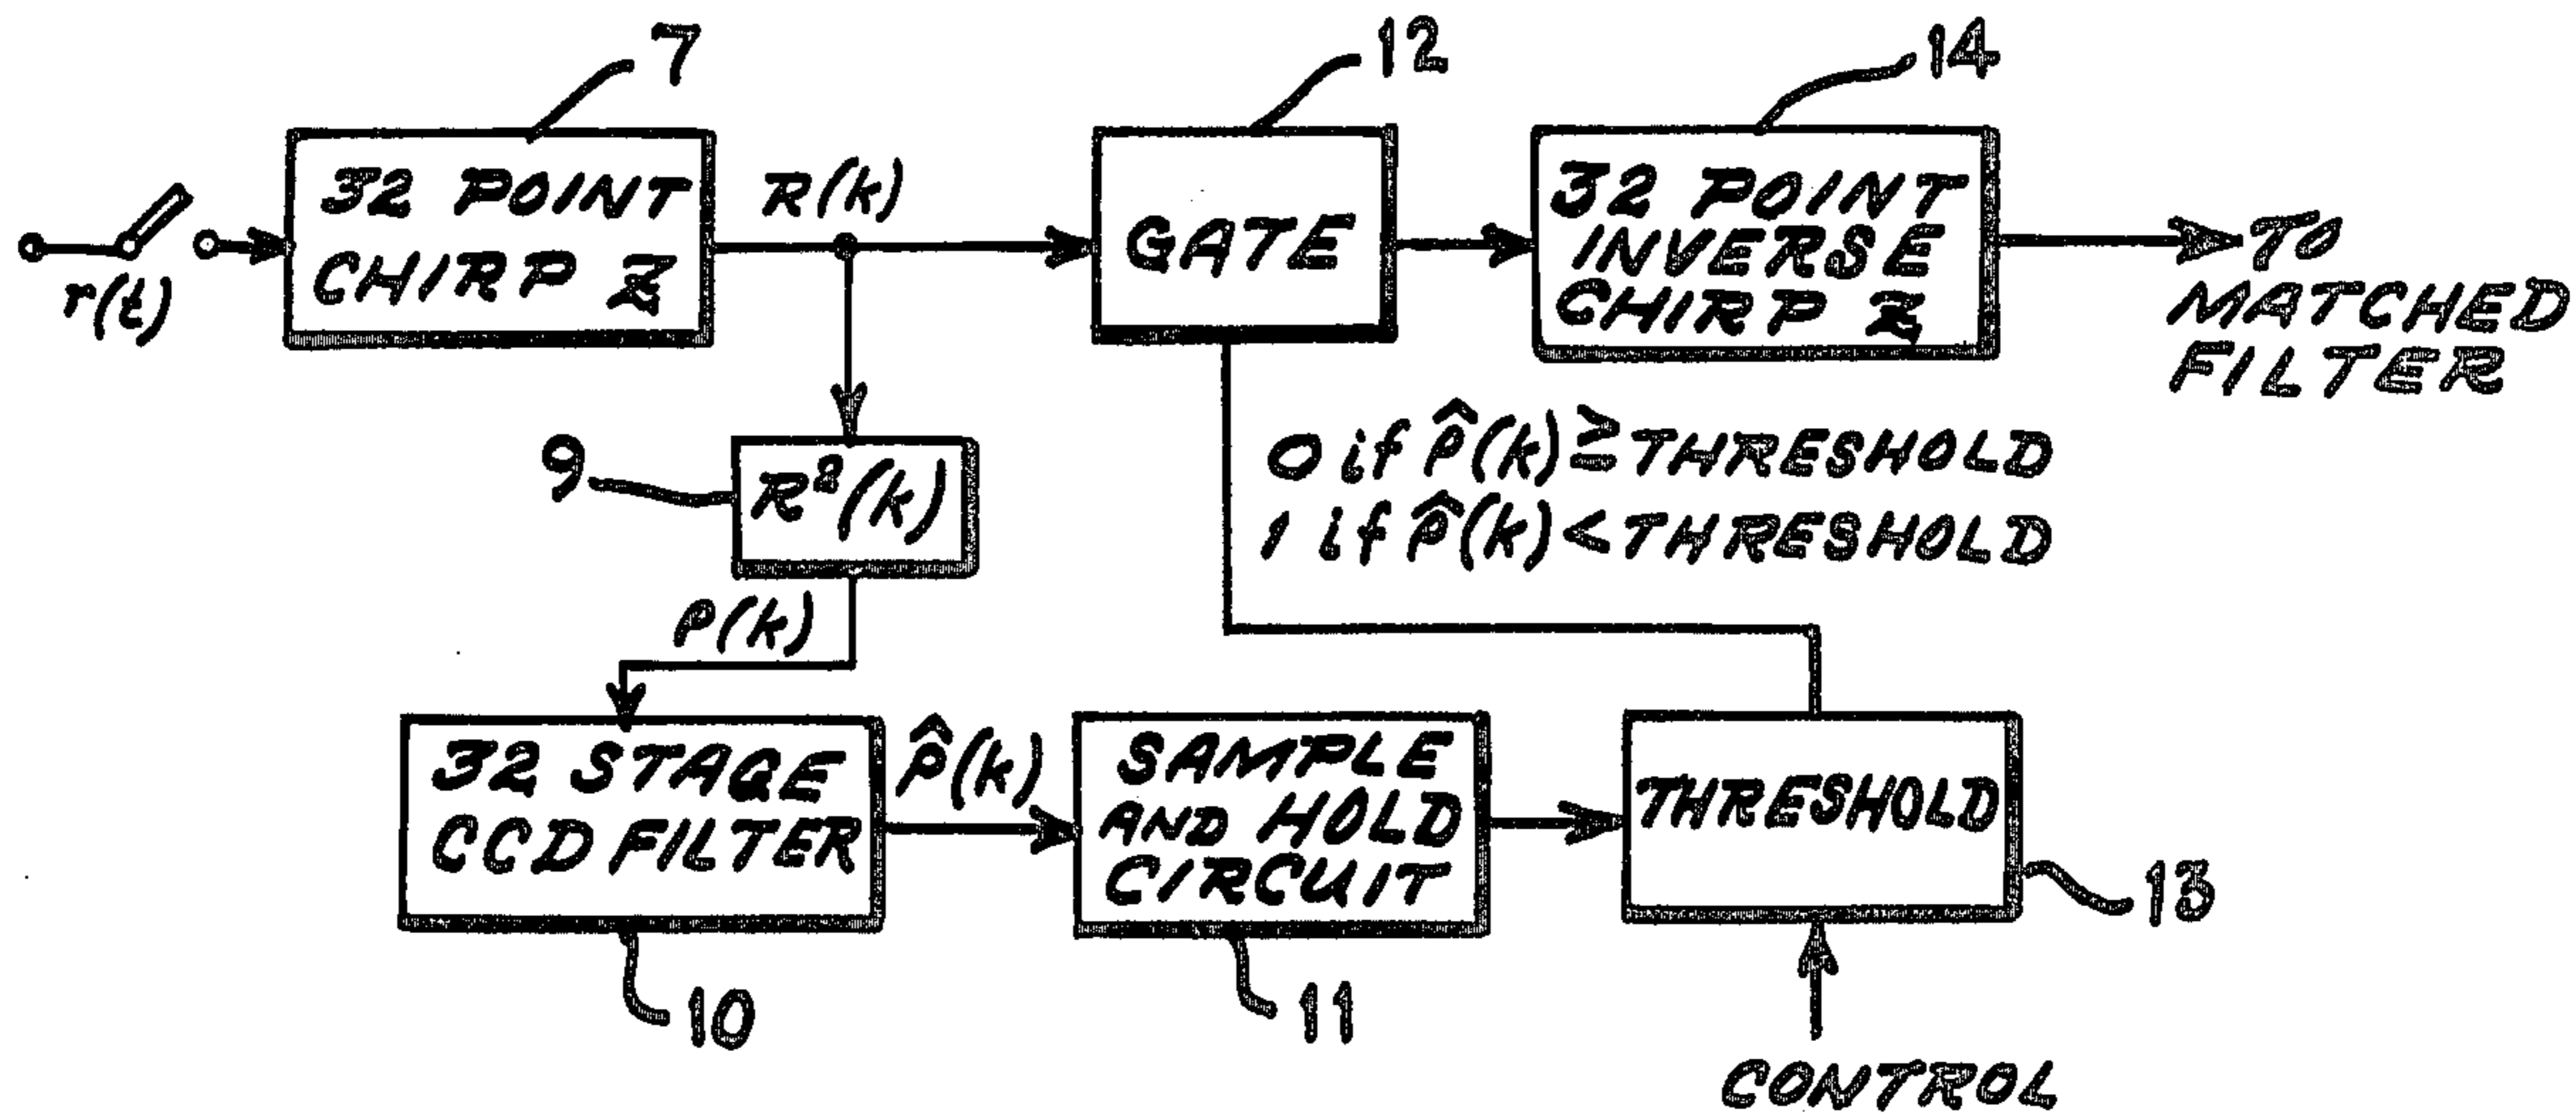 7
12
14
32 POINT
CHIRP Z
R(k)
GATE
32 POINT
INVERSE
CHIRP Z
TO
MATCHED
FILTER
r(t)
9
R²(k)
0 if P̂(k) ≥ THRESHOLD
1 if P̂(k) < THRESHOLD
P(k)
32 STAGE
CCD FILTER
P̂(k)
SAMPLE
AND HOLD
CIRCUIT
THRESHOLD
13
10
11
CONTROL